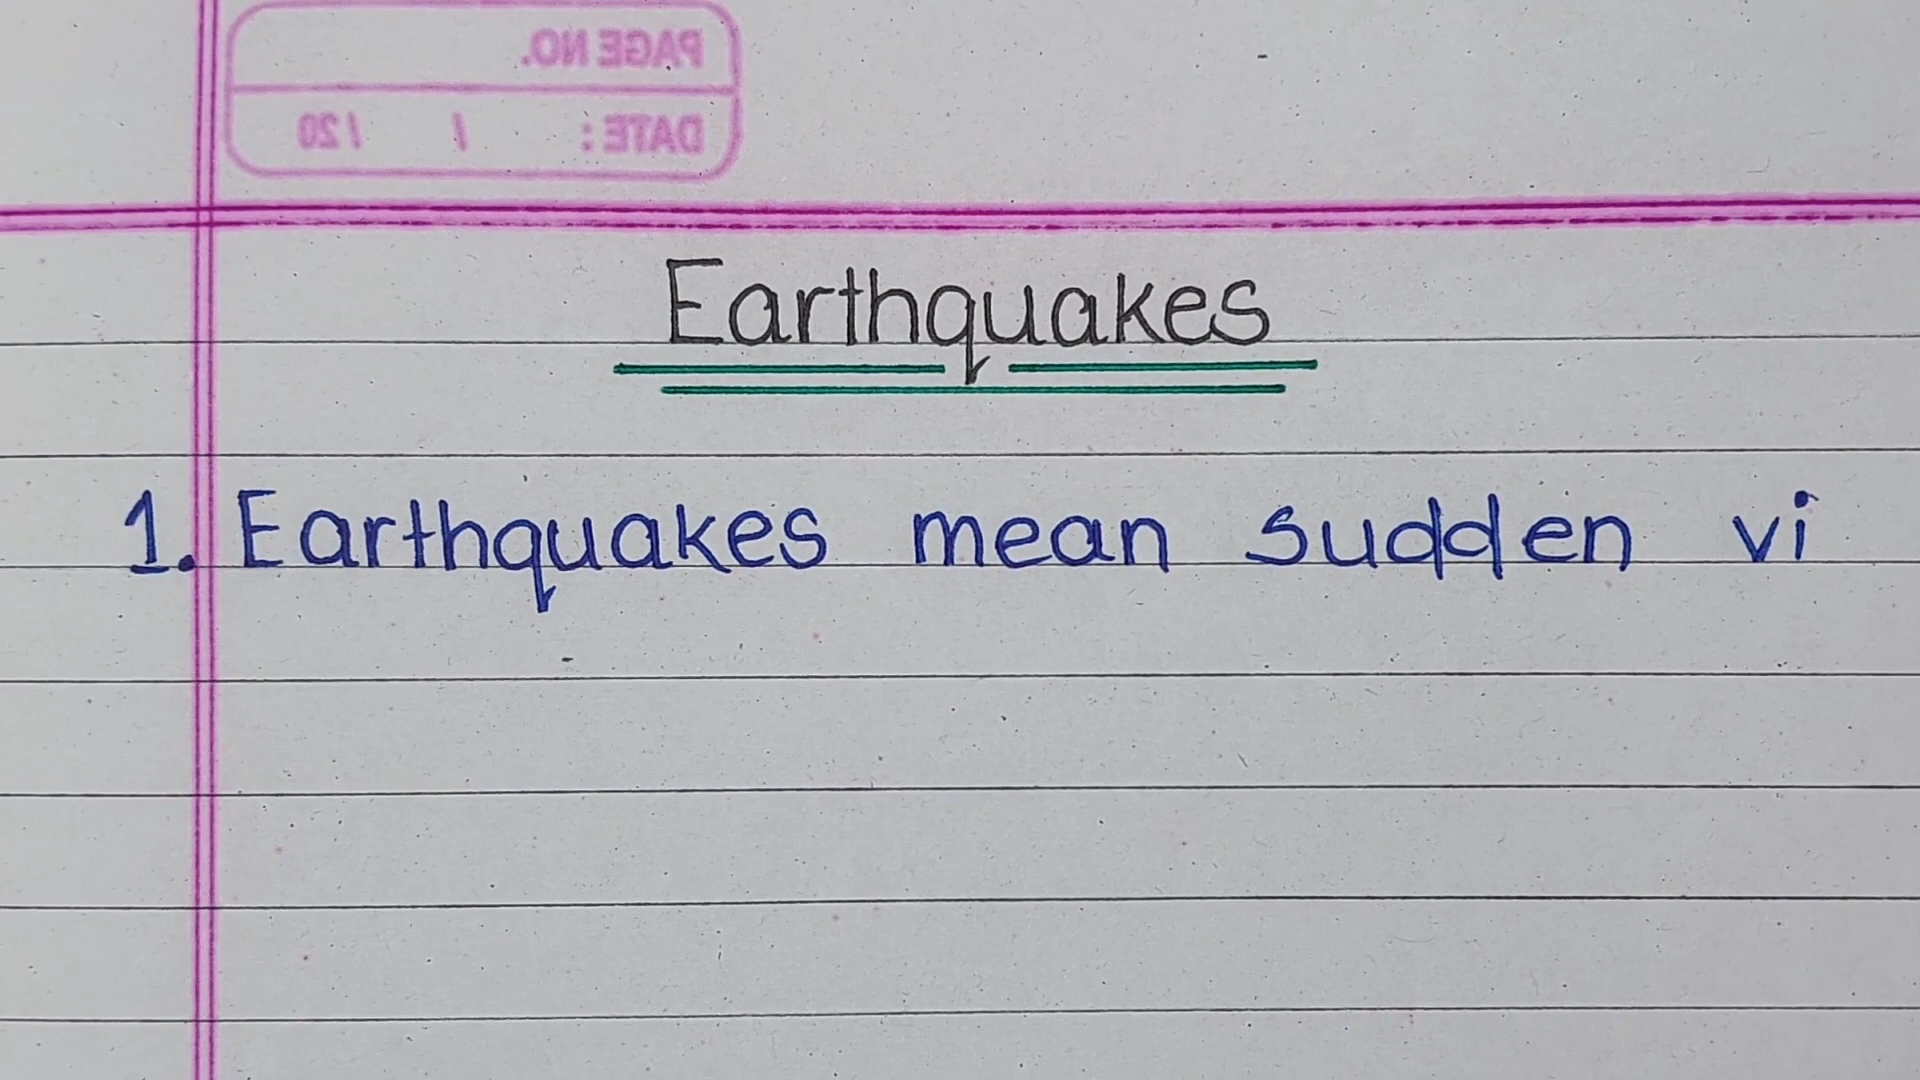 PAGE NO.
DATE: / /20
Earthquakes
1. Earthquakes mean sudden vi